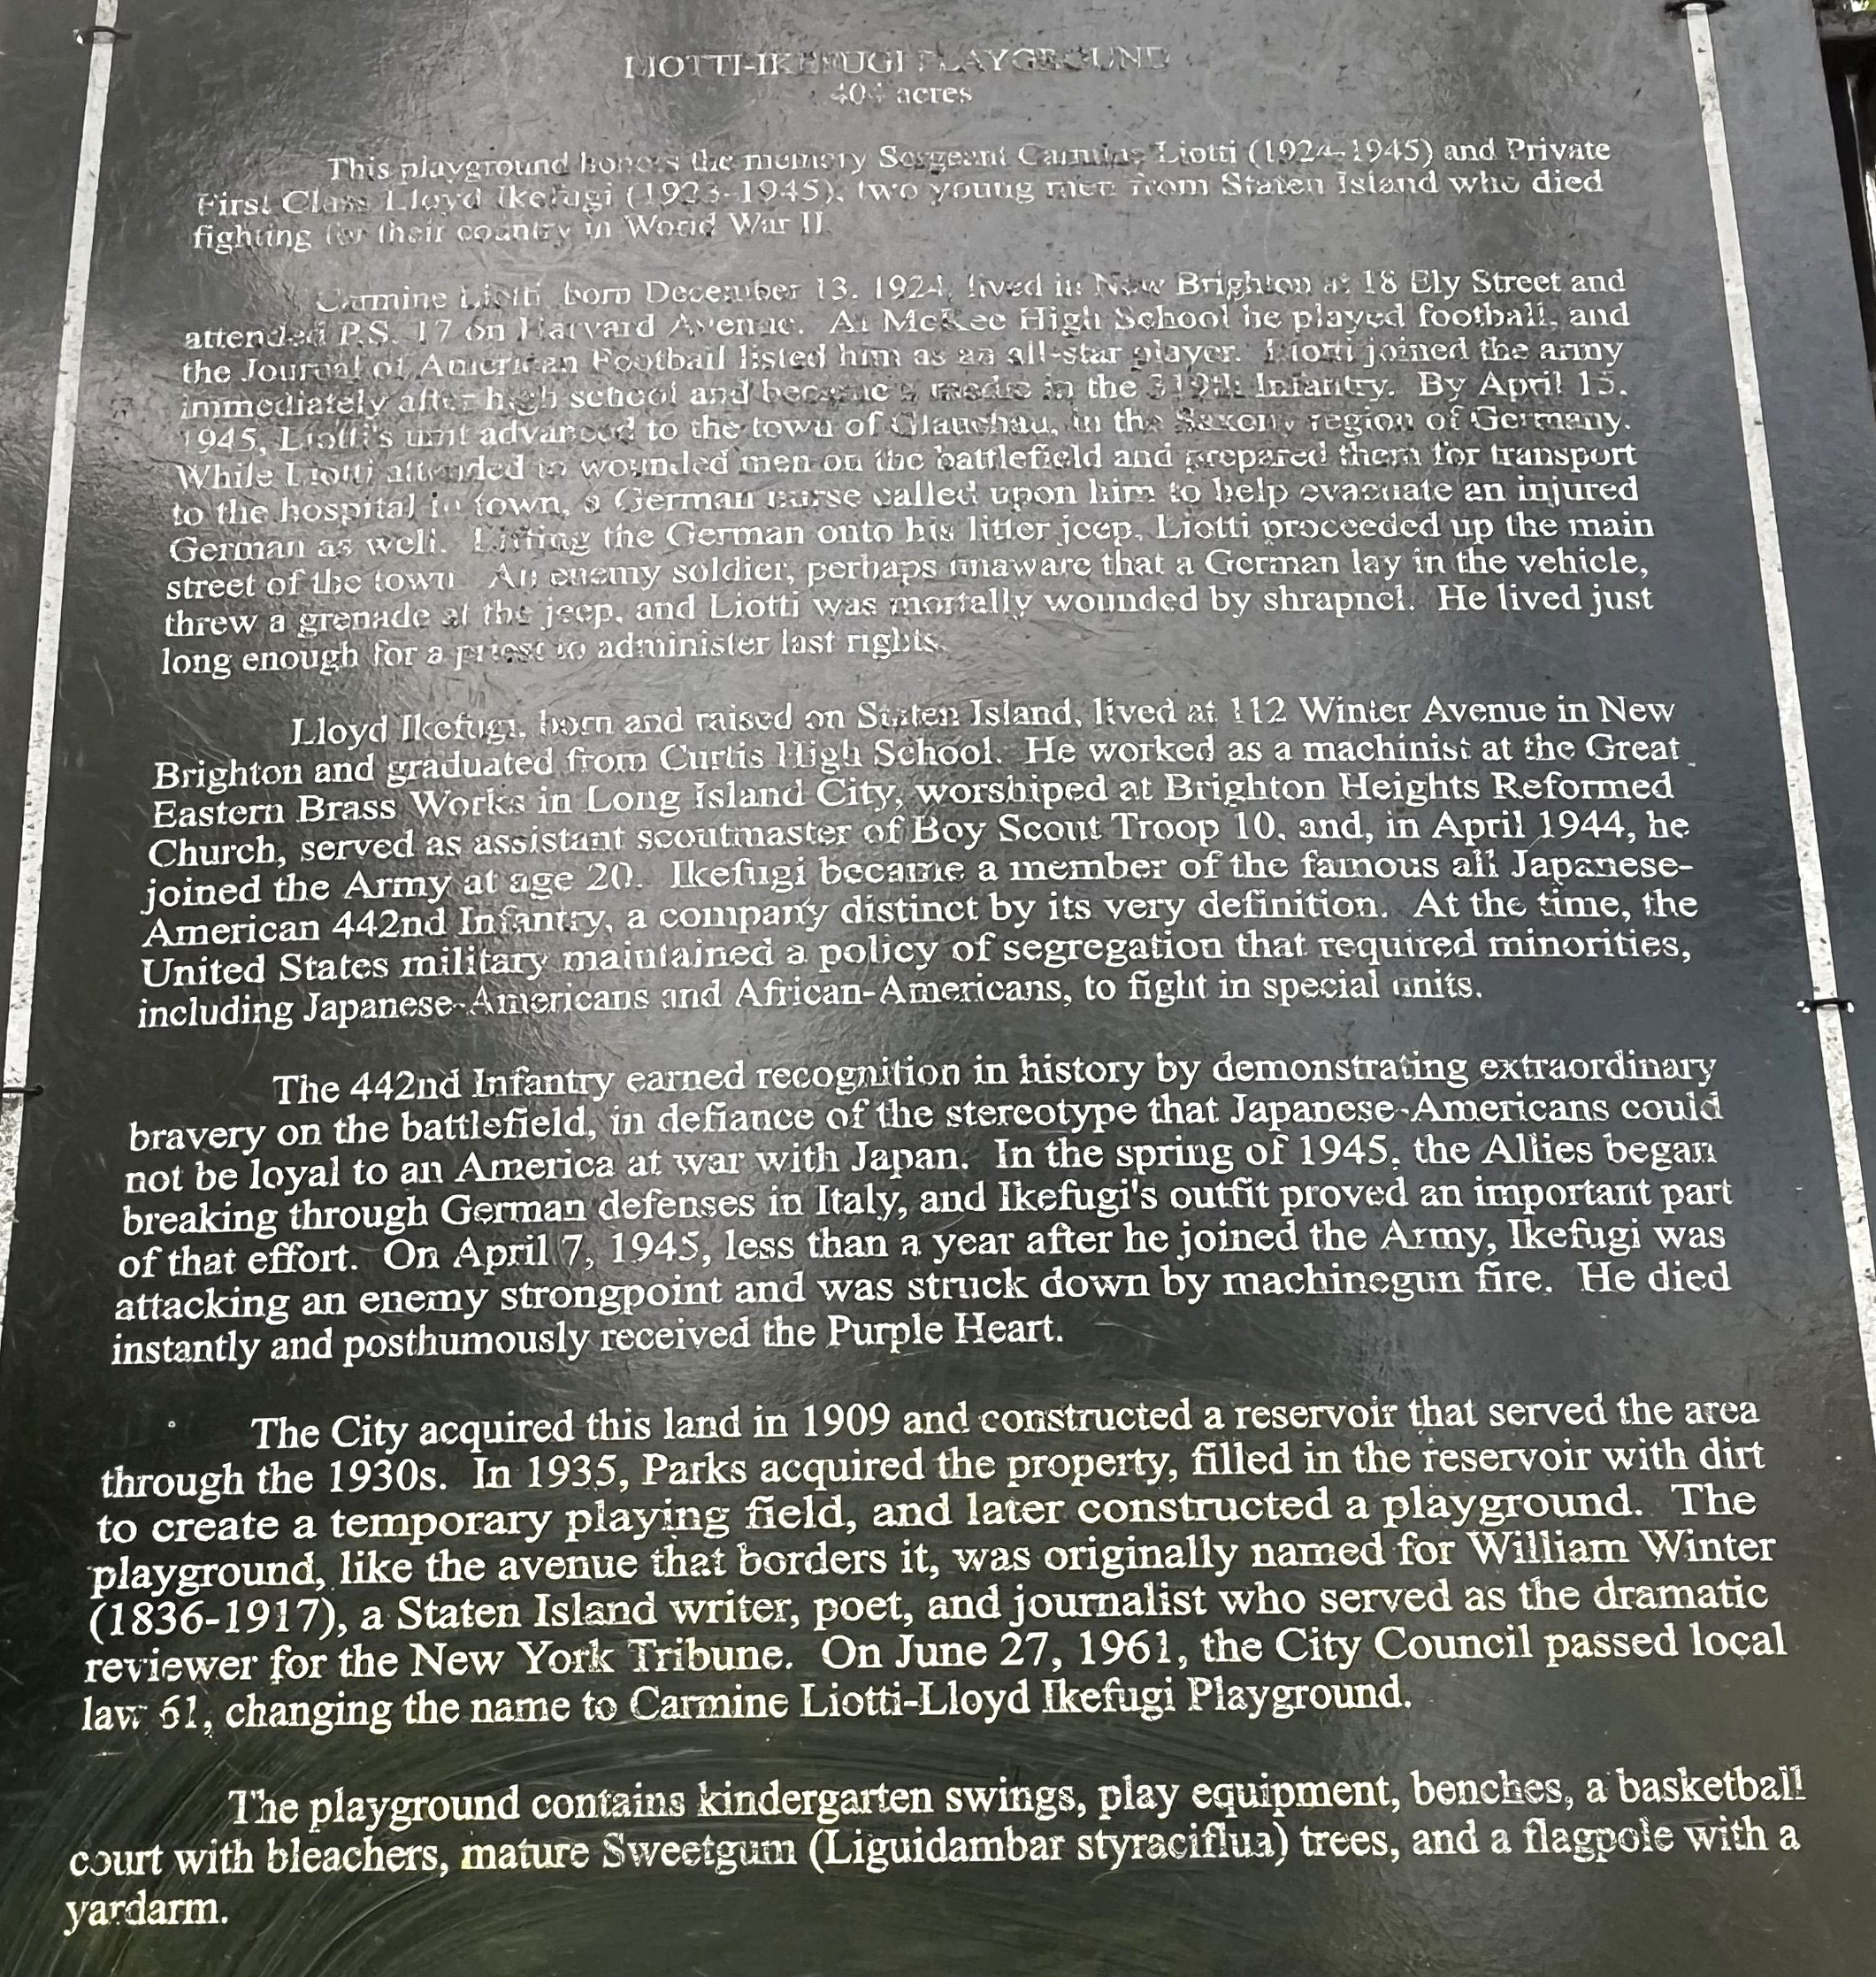 LIOTTI-IKEFUGI PLAYGROUND
.404 acres
This playground honors the memory Sergeant Carmine Liotti (1924-1945) and Private
First Class Lloyd Ikefugi (1923-1945), two young men from Staten Island who died
fighting for their country in World War II.
Carmine Liotti, born December 13, 1924, lived in New Brighton at 18 Ely Street and
attended P.S. 17 on Harvard Avenue. At McKee High School he played football, and
the Journal of American Football listed him as an all-star player. Liotti joined the army
immediately after high school and became a medic in the 319th Infantry. By April 15,
1945, Liotti's unit advanced to the town of Glauchau, in the Saxony region of Germany.
While Liotti attended to wounded men on the battlefield and prepared them for transport
to the hospital in town, a German nurse called upon him to help evacuate an injured
German as well. Lifting the German onto his litter jeep, Liotti proceeded up the main
street of the town. An enemy soldier, perhaps unaware that a German lay in the vehicle,
threw a grenade at the jeep, and Liotti was mortally wounded by shrapnel. He lived just
long enough for a priest to administer last rights.
Lloyd Ikefugi, born and raised on Staten Island, lived at 112 Winter Avenue in New
Brighton and graduated from Curtis High School. He worked as a machinist at the Great
Eastern Brass Works in Long Island City, worshiped at Brighton Heights Reformed
Church, served as assistant scoutmaster of Boy Scout Troop 10, and, in April 1944, he
joined the Army at age 20. Ikefugi became a member of the famous all Japanese-
American 442nd Infantry, a company distinct by its very definition. At the time, the
United States military maintained a policy of segregation that required minorities,
including Japanese-Americans and African-Americans, to fight in special units.
The 442nd Infantry earned recognition in history by demonstrating extraordinary
bravery on the battlefield, in defiance of the stereotype that Japanese-Americans could
not be loyal to an America at war with Japan. In the spring of 1945, the Allies began
breaking through German defenses in Italy, and Ikefugi's outfit proved an important part
of that effort. On April 7, 1945, less than a year after he joined the Army, Ikefugi was
attacking an enemy strongpoint and was struck down by machinegun fire. He died
instantly and posthumously received the Purple Heart.
The City acquired this land in 1909 and constructed a reservoir that served the area
through the 1930s. In 1935, Parks acquired the property, filled in the reservoir with dirt
to create a temporary playing field, and later constructed a playground. The
playground, like the avenue that borders it, was originally named for William Winter
(1836-1917), a Staten Island writer, poet, and journalist who served as the dramatic
reviewer for the New York Tribune. On June 27, 1961, the City Council passed local
law 61, changing the name to Carmine Liotti-Lloyd Ikefugi Playground.
The playground contains kindergarten swings, play equipment, benches, a basketball
court with bleachers, mature Sweetgum (Liguidambar styraciflua) trees, and a flagpole with a
yardarm.